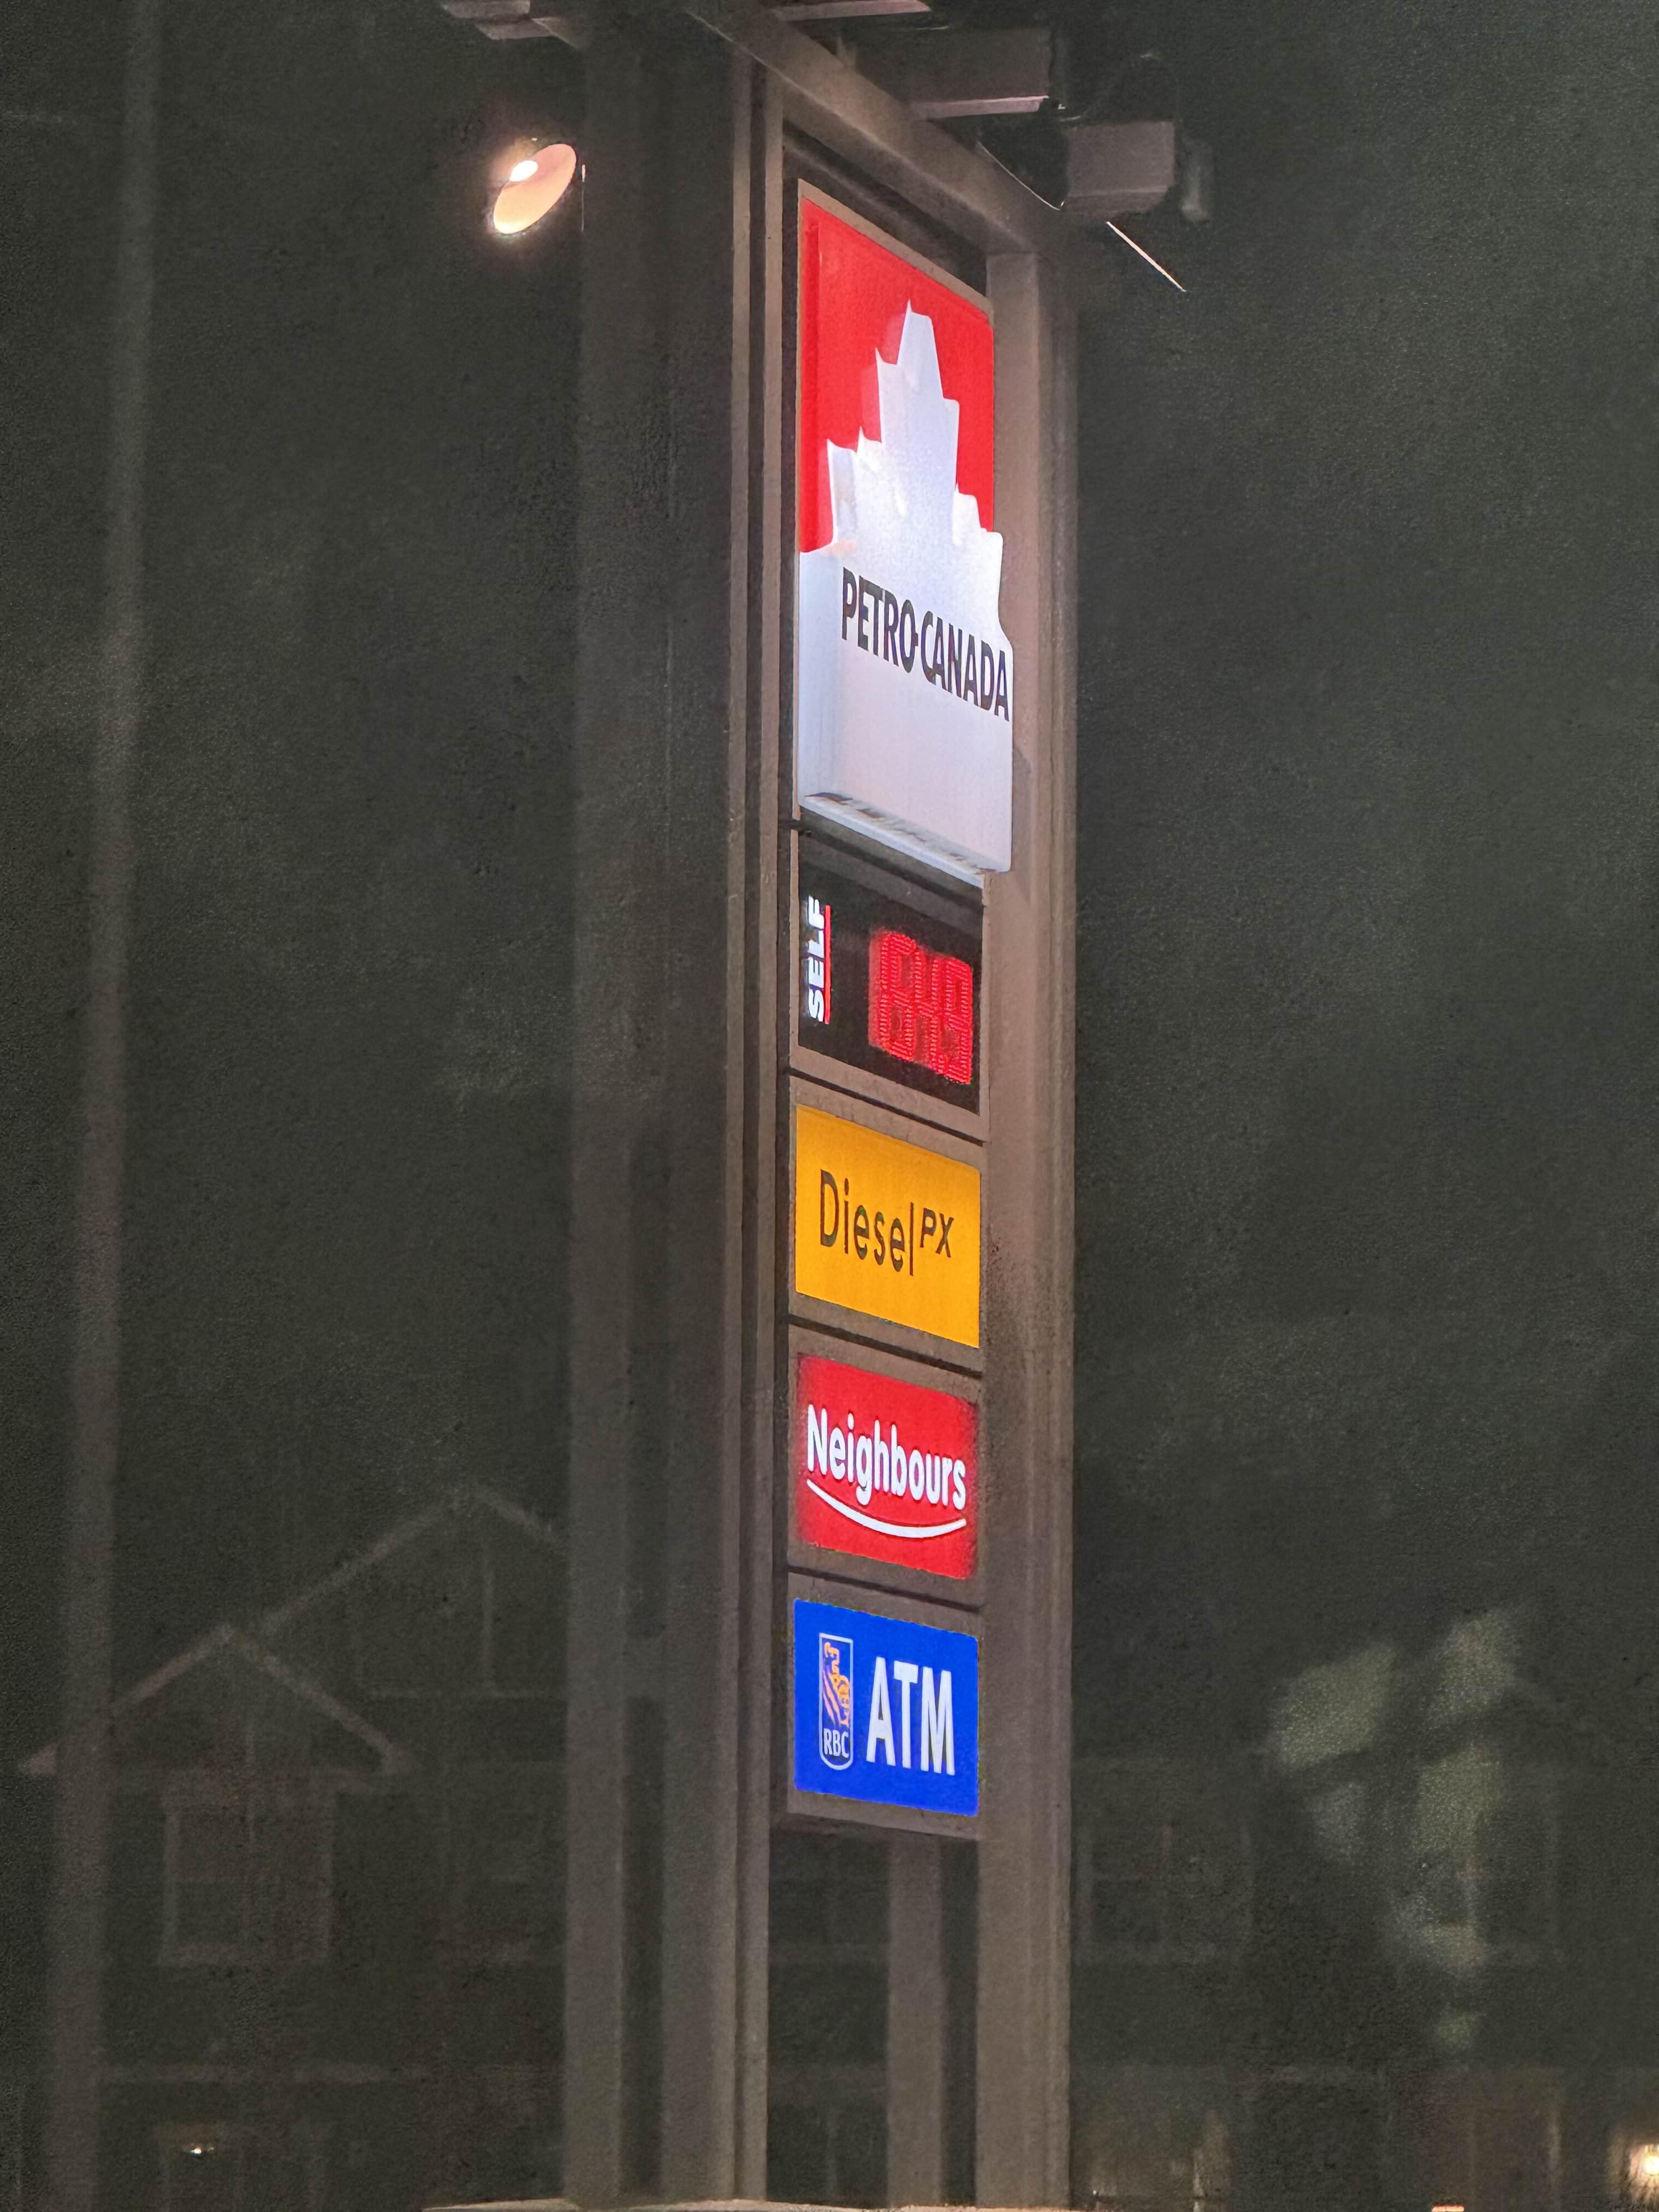 PETRO-CANADA
SELF
Diesel PX
Neighbours
RBC
ATM